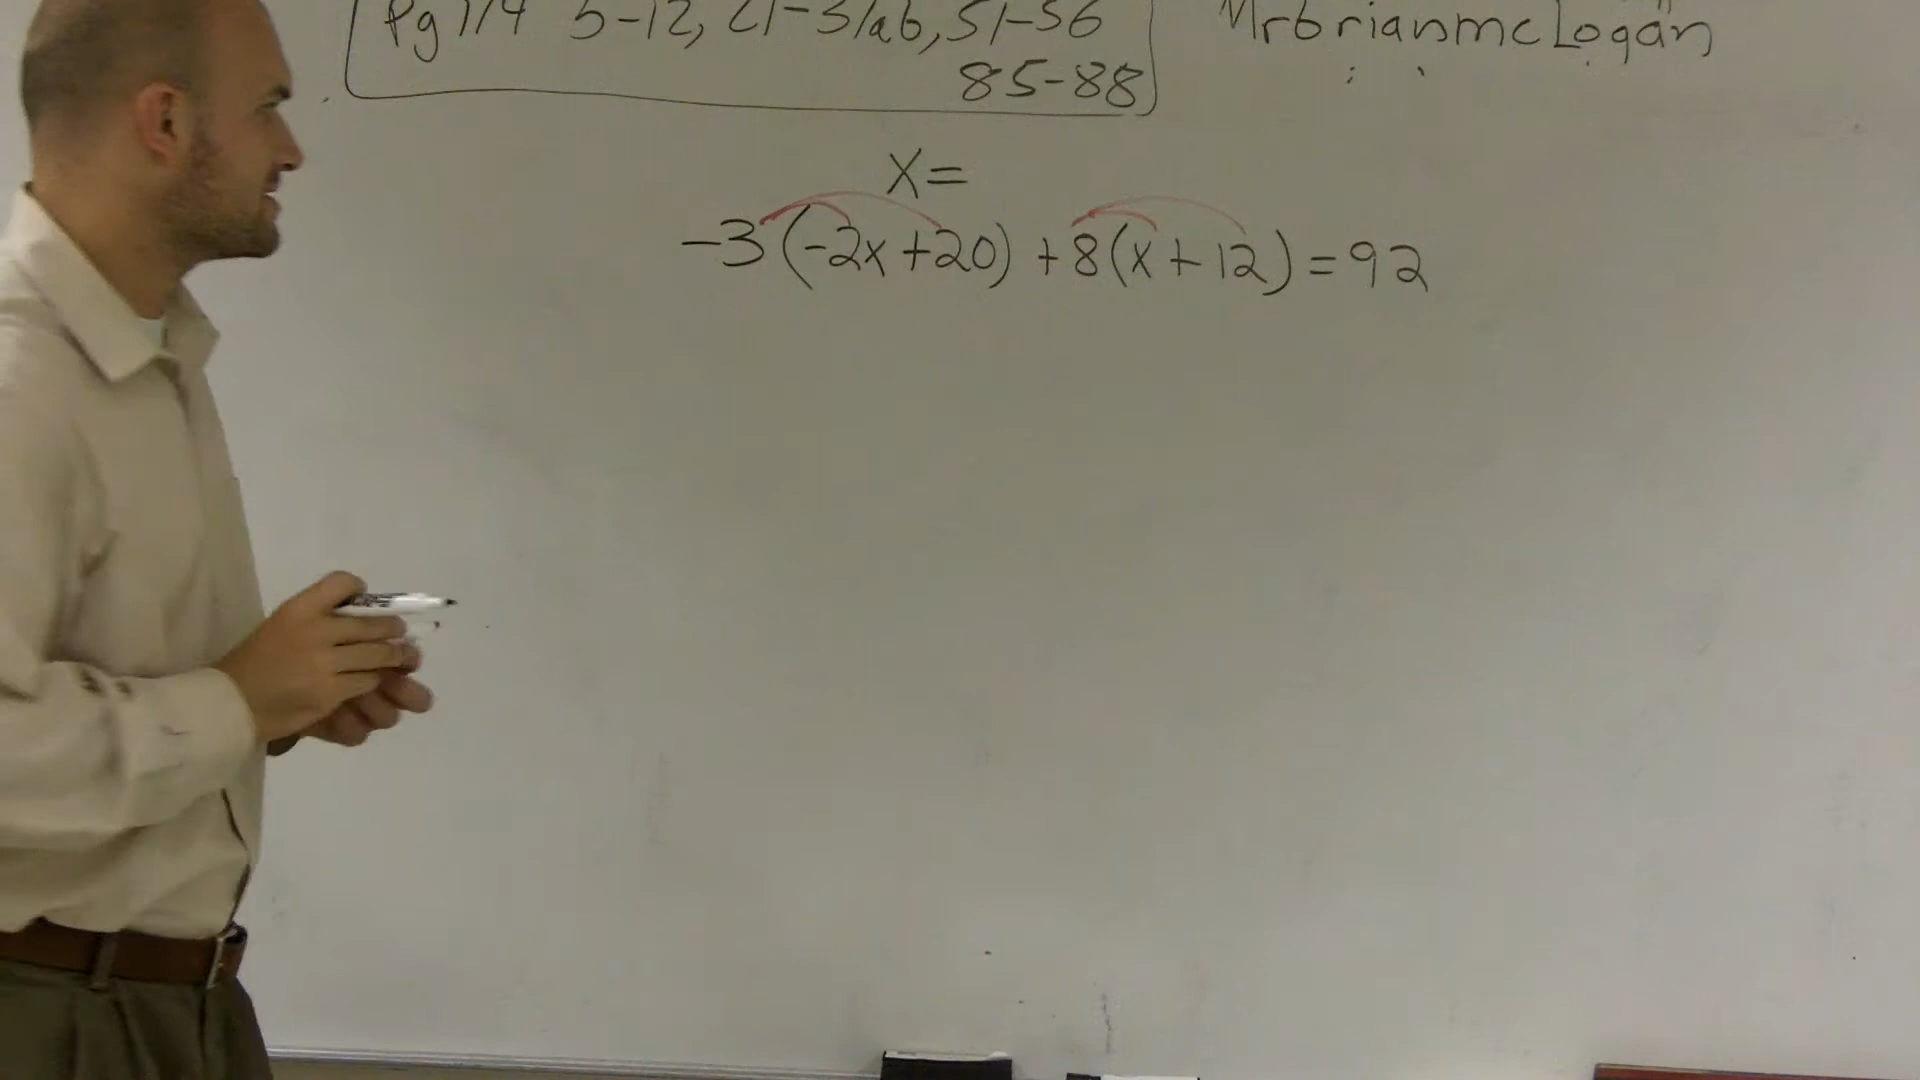 Pg 174 5-12, 21-31ab, 51-56
85-88
Mrbrianmclogan
X=
-3(-2x+20)+8(x+12)=92